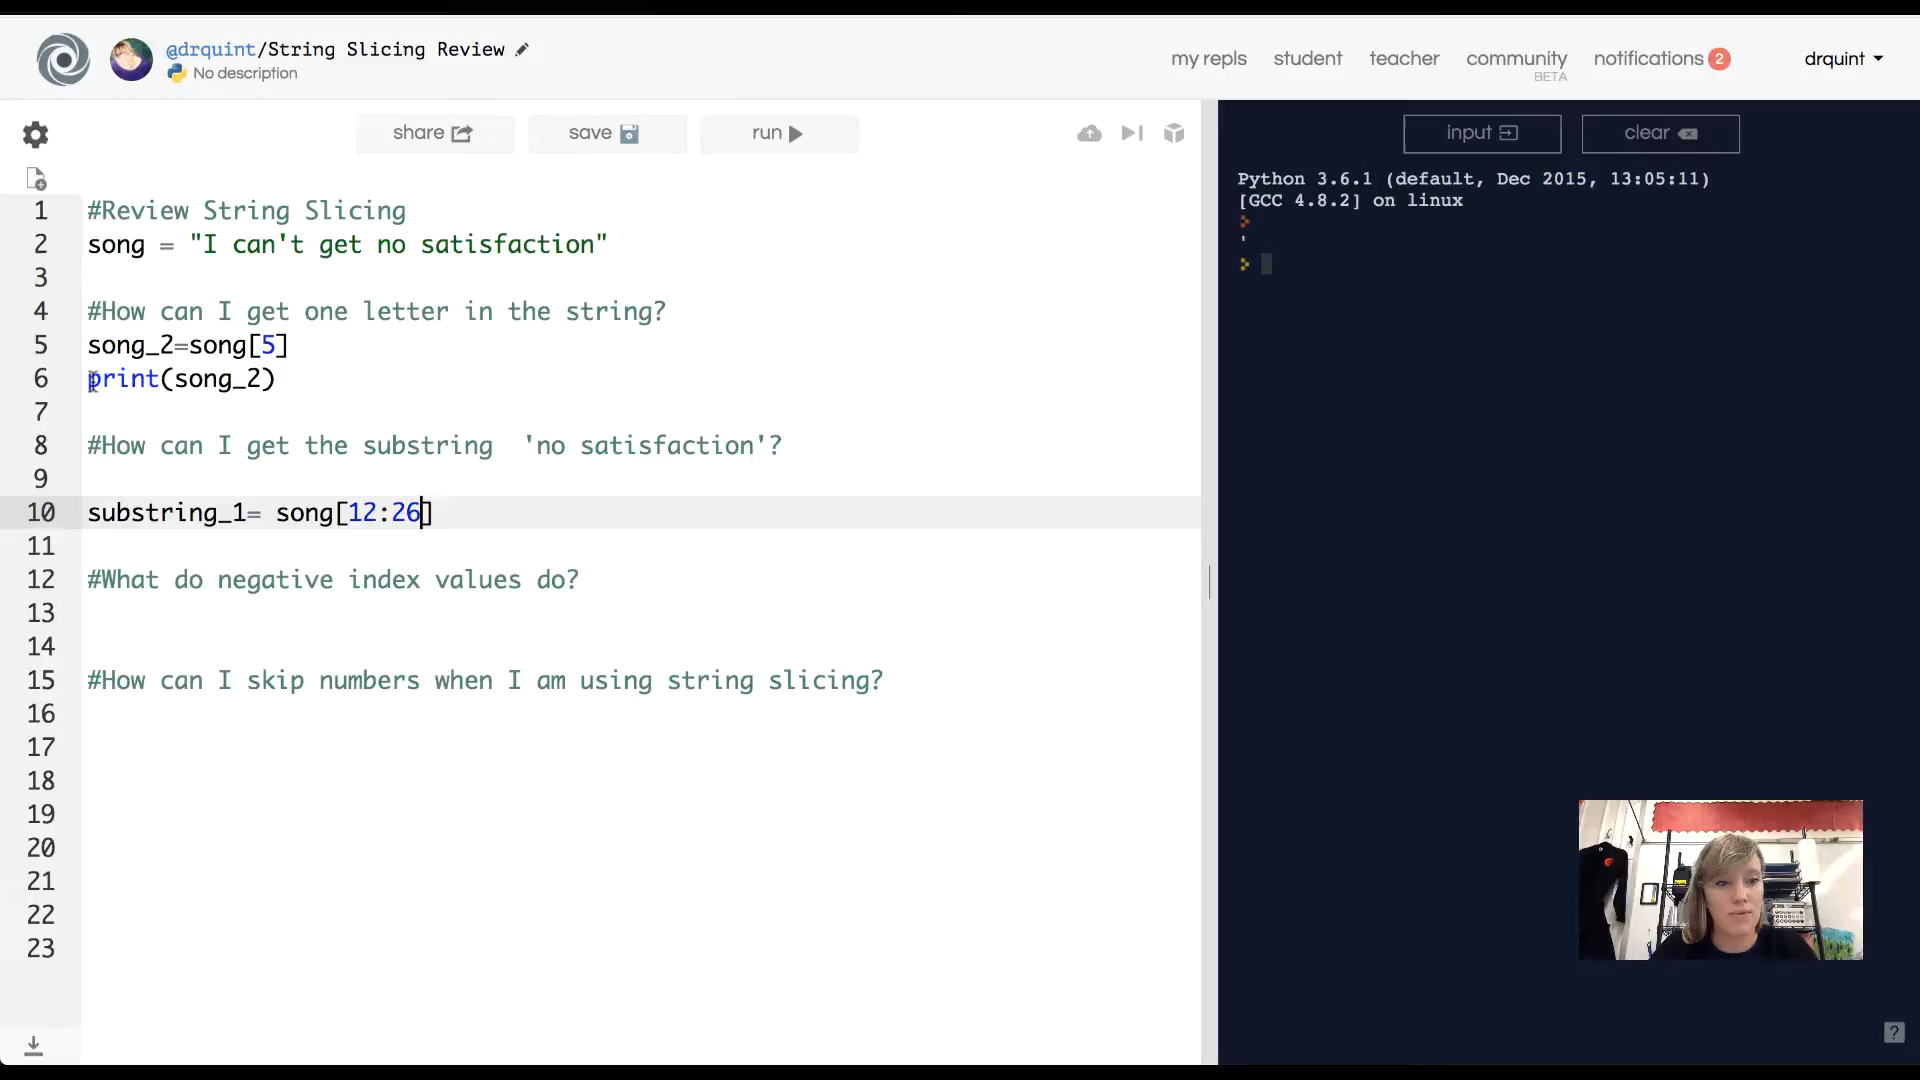 @drquint/String Slicing Review
No description
my repls student teacher community notifications 2 drquint
BETA
share save run
input clear
1 #Review String Slicing
2 song = "I can't get no satisfaction"
3
4 #How can I get one letter in the string?
5 song_2=song[5]
6 print(song_2)
7
8 #How can I get the substring  'no satisfaction'?
9
10 substring_1= song[12:26]
11
12 #What do negative index values do?
13
14
15 #How can I skip numbers when I am using string slicing?
16
17
18
19
20
21
22
23
Python 3.6.1 (default, Dec 2015, 13:05:11)
[GCC 4.8.2] on linux
'
?